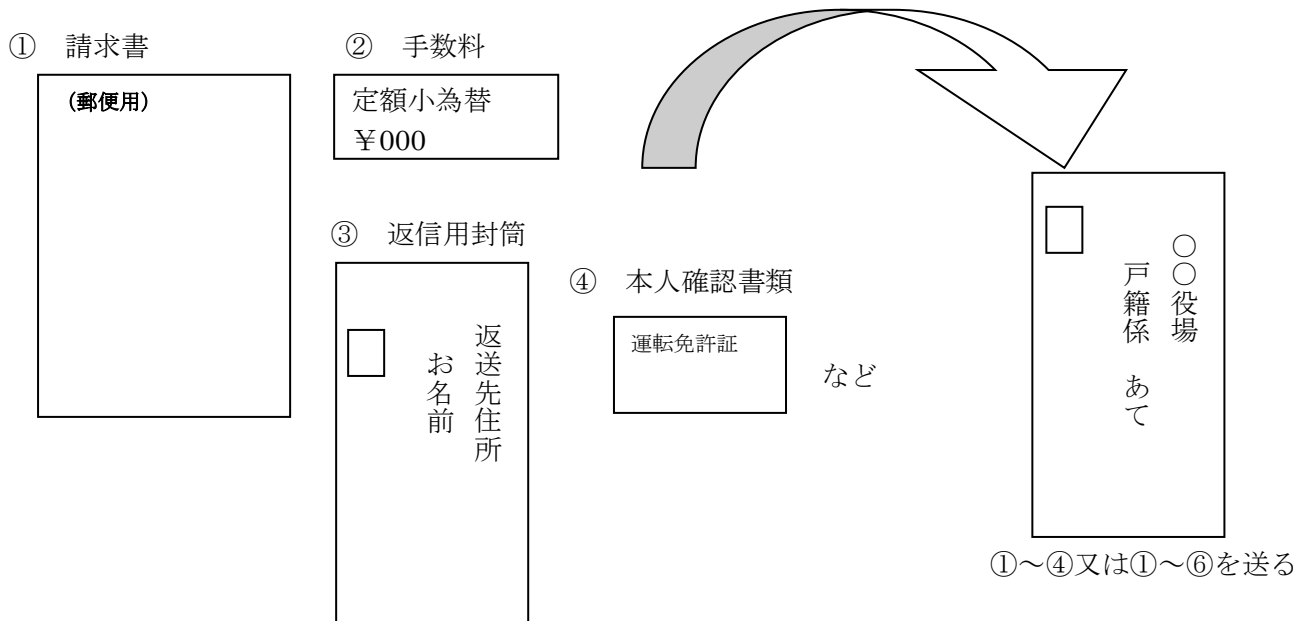 ① 請求書
(郵便用)
② 手数料
定額小為替
￥000
③ 返信用封筒
返送先住所
お名前
④ 本人確認書類
運転免許証
など
○○役場
戸籍係 あて
①～④又は①～⑥を送る